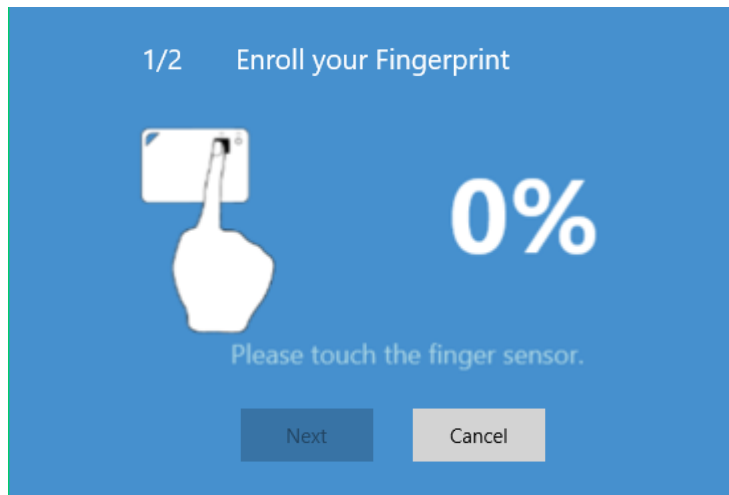 1/2 Enroll your Fingerprint
0%
Please touch the finger sensor.
Next Cancel